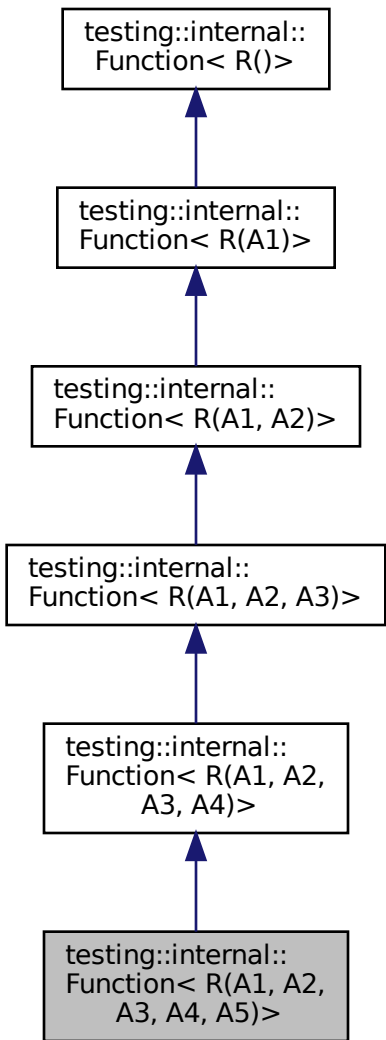 testing::internal::
Function< R()>
testing::internal::
Function< R(A1)>
testing::internal::
Function< R(A1, A2)>
testing::internal::
Function< R(A1, A2, A3)>
testing::internal::
Function< R(A1, A2,
A3, A4)>
testing::internal::
Function< R(A1, A2,
A3, A4, A5)>